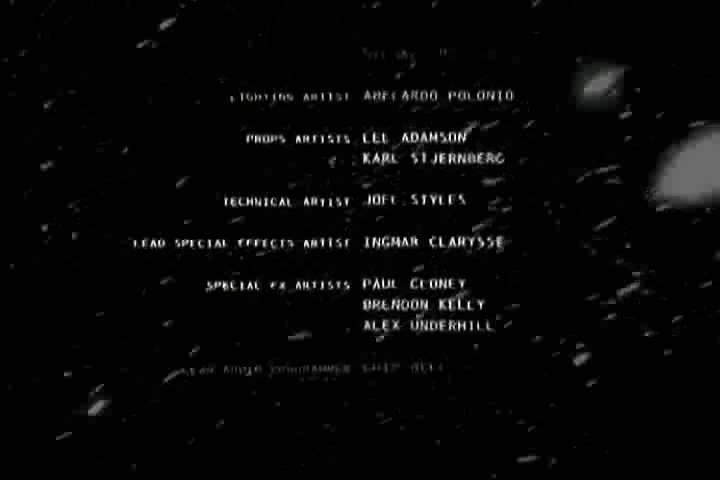 LIGHTING ARTIST ABELARDO POLONIO
PROPS ARTISTS LEE ADAMSON
KARL STJERNBERG
TECHNICAL ARTIST JOEL STYLES
LEAD SPECIAL EFFECTS ARTIST INGMAR CLARYSSE
SPECIAL FX ARTISTS PAUL CLONEY
BRENDON KELLY
ALEX UNDERHILL